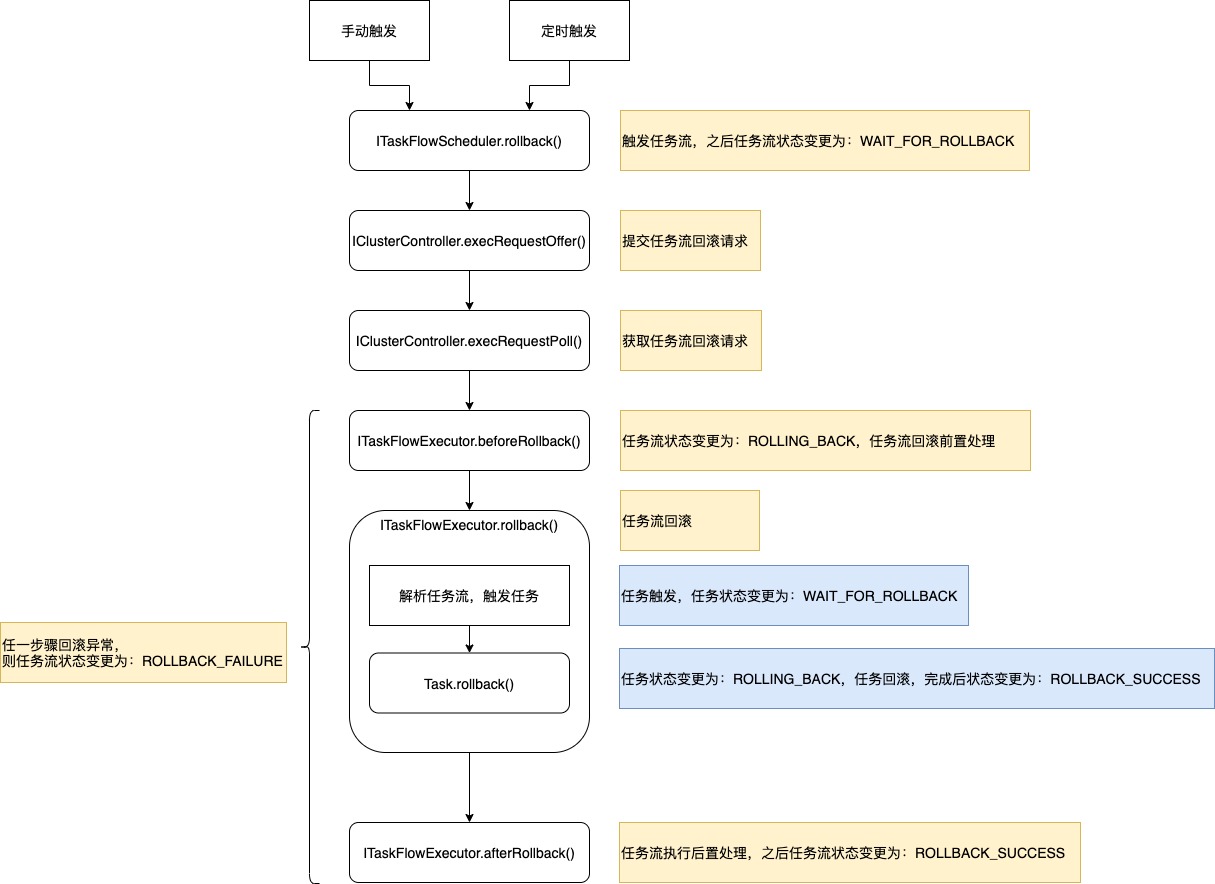 手动触发
定时触发
ITaskFlowScheduler.rollback()
触发任务流，之后任务流状态变更为：WAIT_FOR_ROLLBACK
IClusterController.execRequestOffer()
提交任务流回滚请求
IClusterController.execRequestPoll()
获取任务流回滚请求
ITaskFlowExecutor.beforeRollback()
任务流状态变更为：ROLLING_BACK，任务流回滚前置处理
ITaskFlowExecutor.rollback()
任务流回滚
解析任务流，触发任务
任务触发，任务状态变更为：WAIT_FOR_ROLLBACK
任一步骤回滚异常，
则任务流状态变更为：ROLLBACK_FAILURE
Task.rollback()
任务状态变更为：ROLLING_BACK，任务回滚，完成后状态变更为：ROLLBACK_SUCCESS
ITaskFlowExecutor.afterRollback()
任务流执行后置处理，之后任务流状态变更为：ROLLBACK_SUCCESS